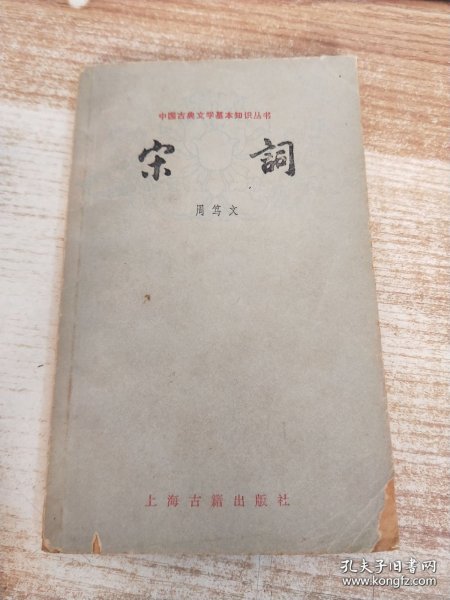 中国古典文学基本知识丛书
宋词
周笃文
上海古籍出版社
孔夫子旧书网
www.kongfz.com